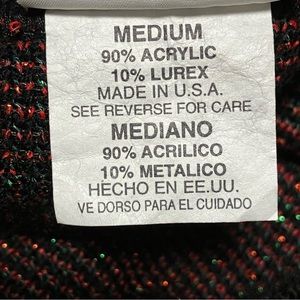 MEDIUM
90% ACRYLIC
10% LUREX
MADE IN U.S.A.
SEE REVERSE FOR CARE
MEDIANO
90% ACRILICO
10% METALICO
HECHO EN EE.UU.
VE DORSO PARA EL CUIDADO